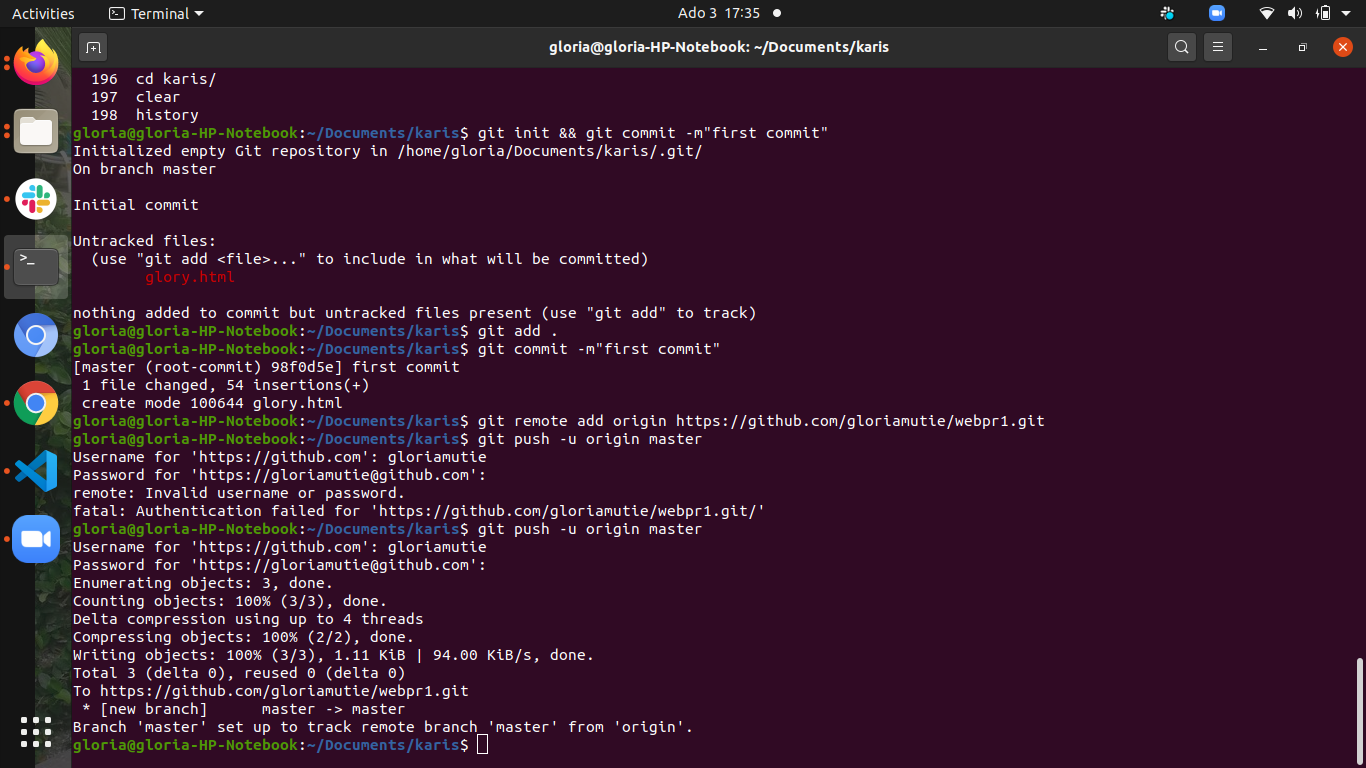 Activities
Terminal
Ado 3 17:35
gloria@gloria-HP-Notebook: ~/Documents/karis
196 cd karis/
197 clear
198 history
gloria@gloria-HP-Notebook:~/Documents/karis$ git init && git commit -m"first commit"
Initialized empty Git repository in /home/gloria/Documents/karis/.git/
On branch master
Initial commit
Untracked files:
(use "git add <file>..." to include in what will be committed)
glory.html
nothing added to commit but untracked files present (use "git add" to track)
gloria@gloria-HP-Notebook:~/Documents/karis$ git add .
gloria@gloria-HP-Notebook:~/Documents/karis$ git commit -m"first commit"
[master (root-commit) 98f0d5e] first commit
1 file changed, 54 insertions(+)
create mode 100644 glory.html
gloria@gloria-HP-Notebook:~/Documents/karis$ git remote add origin https://github.com/gloriamutie/webpr1.git
gloria@gloria-HP-Notebook:~/Documents/karis$ git push -u origin master
Username for 'https://github.com': gloriamutie
Password for 'https://gloriamutie@github.com':
remote: Invalid username or password.
fatal: Authentication failed for 'https://github.com/gloriamutie/webpr1.git/'
gloria@gloria-HP-Notebook:~/Documents/karis$ git push -u origin master
Username for 'https://github.com': gloriamutie
Password for 'https://gloriamutie@github.com':
Enumerating objects: 3, done.
Counting objects: 100% (3/3), done.
Delta compression using up to 4 threads
Compressing objects: 100% (2/2), done.
Writing objects: 100% (3/3), 1.11 KiB | 94.00 KiB/s, done.
Total 3 (delta 0), reused 0 (delta 0)
To https://github.com/gloriamutie/webpr1.git
* [new branch] master -> master
Branch 'master' set up to track remote branch 'master' from 'origin'.
gloria@gloria-HP-Notebook:~/Documents/karis$